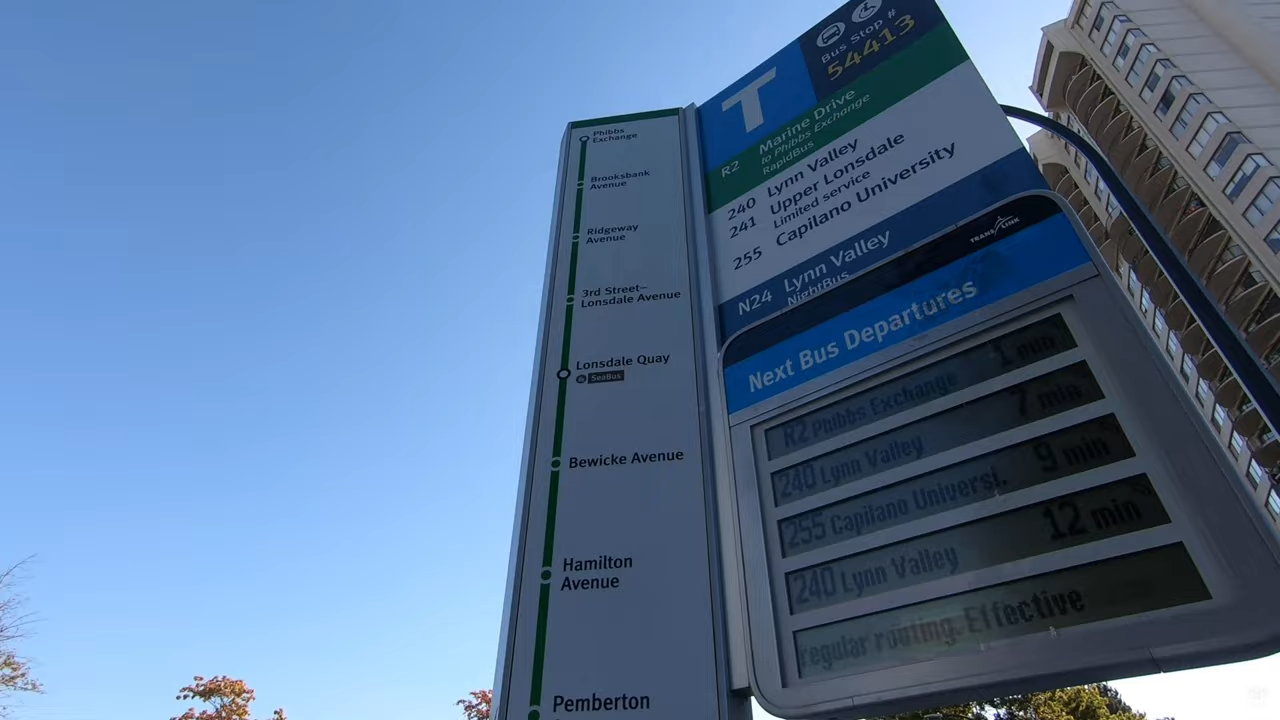 Phibbs
Exchange
Brooksbank
Avenue
Ridgeway
Avenue
3rd Street–
Lonsdale Avenue
Lonsdale Quay
SeaBus
Bewicke Avenue
Hamilton
Avenue
Pemberton
T
Bus Stop #
54413
R2 Marine Drive
to Phibbs Exchange
RapidBus
240 Lynn Valley
241 Upper Lonsdale
Limited service
255 Capilano University
N24 Lynn Valley
NightBus
TRANSLINK
Next Bus Departures
R2 Phibbs Exchange 1 min
240 Lynn Valley 7 min
255 Capilano Universi. 9 min
240 Lynn Valley 12 min
regular routing. Effective